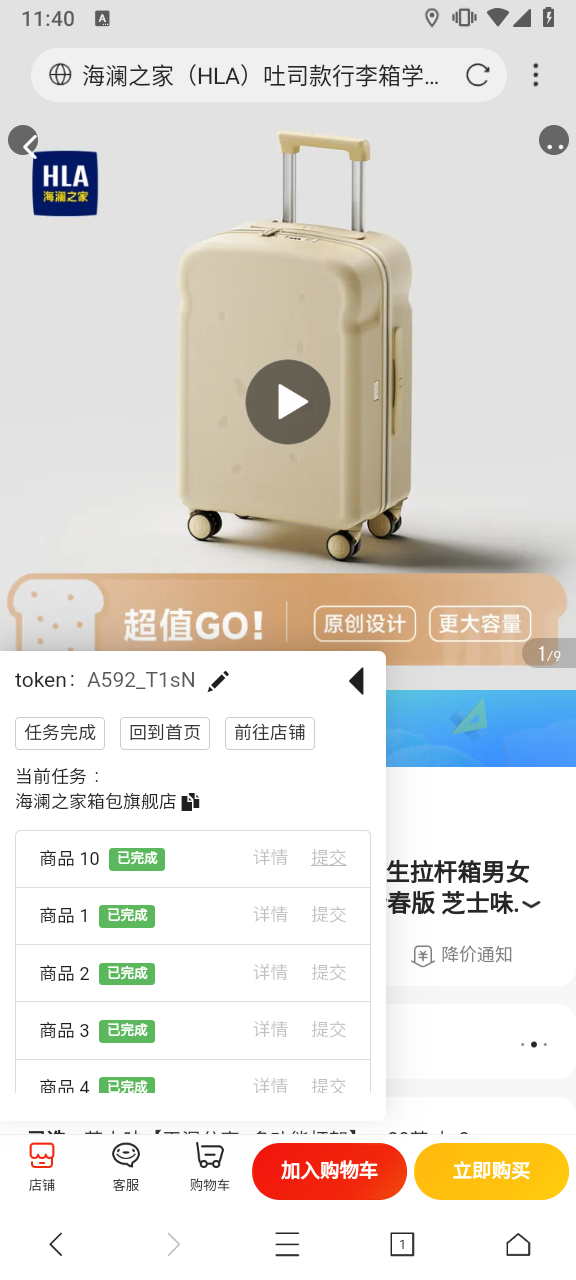 11:40
A
海澜之家（HLA）吐司款行李箱学...
HLA
海澜之家
超值GO!
原创设计
更大容量
1/9
token: A592_T1sN
任务完成
回到首页
前往店铺
当前任务：
海澜之家箱包旗舰店
商品 10 已完成 详情 提交
商品 1 已完成 详情 提交
商品 2 已完成 详情 提交
商品 3 已完成 详情 提交
商品 4 已完成 详情 提交
生拉杆箱男女
春版 芝士味.
降价通知
店铺
客服
购物车
加入购物车
立即购买
1